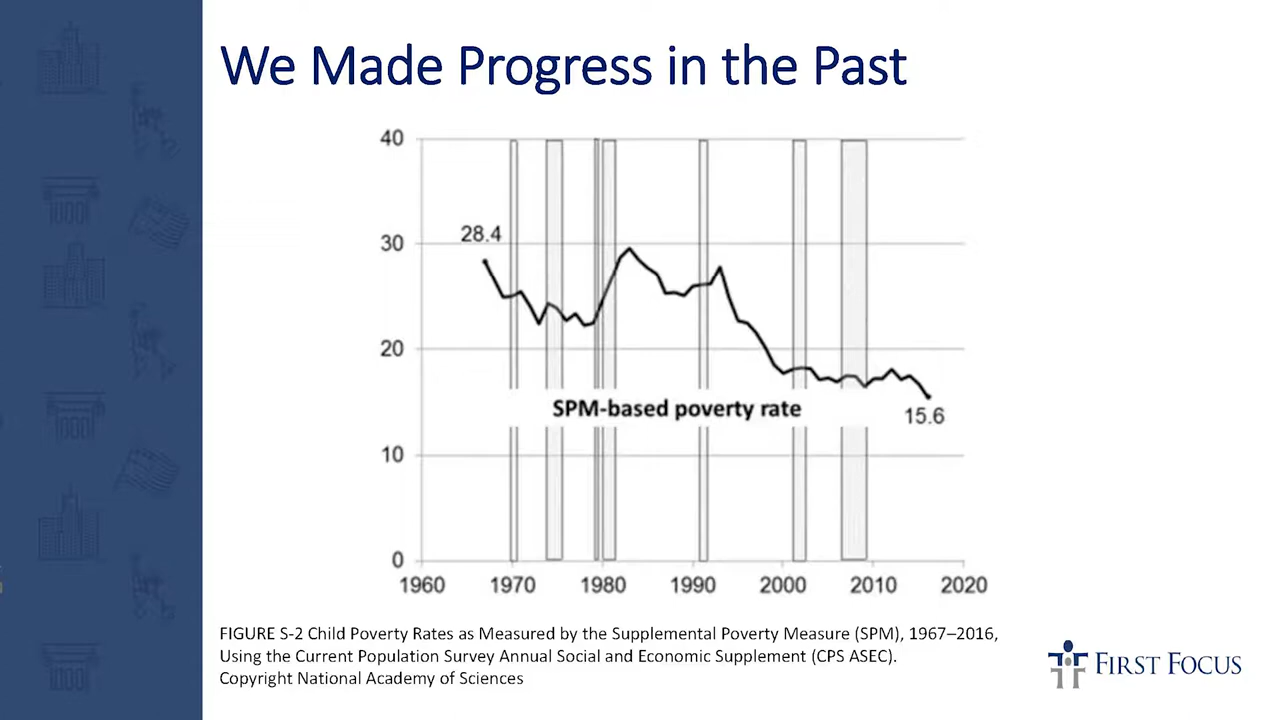 We Made Progress in the Past
40
30
20
10
0
28.4
SPM-based poverty rate
15.6
1960 1970 1980 1990 2000 2010 2020
FIGURE S-2 Child Poverty Rates as Measured by the Supplemental Poverty Measure (SPM), 1967–2016,
Using the Current Population Survey Annual Social and Economic Supplement (CPS ASEC).
Copyright National Academy of Sciences
FIRST FOCUS